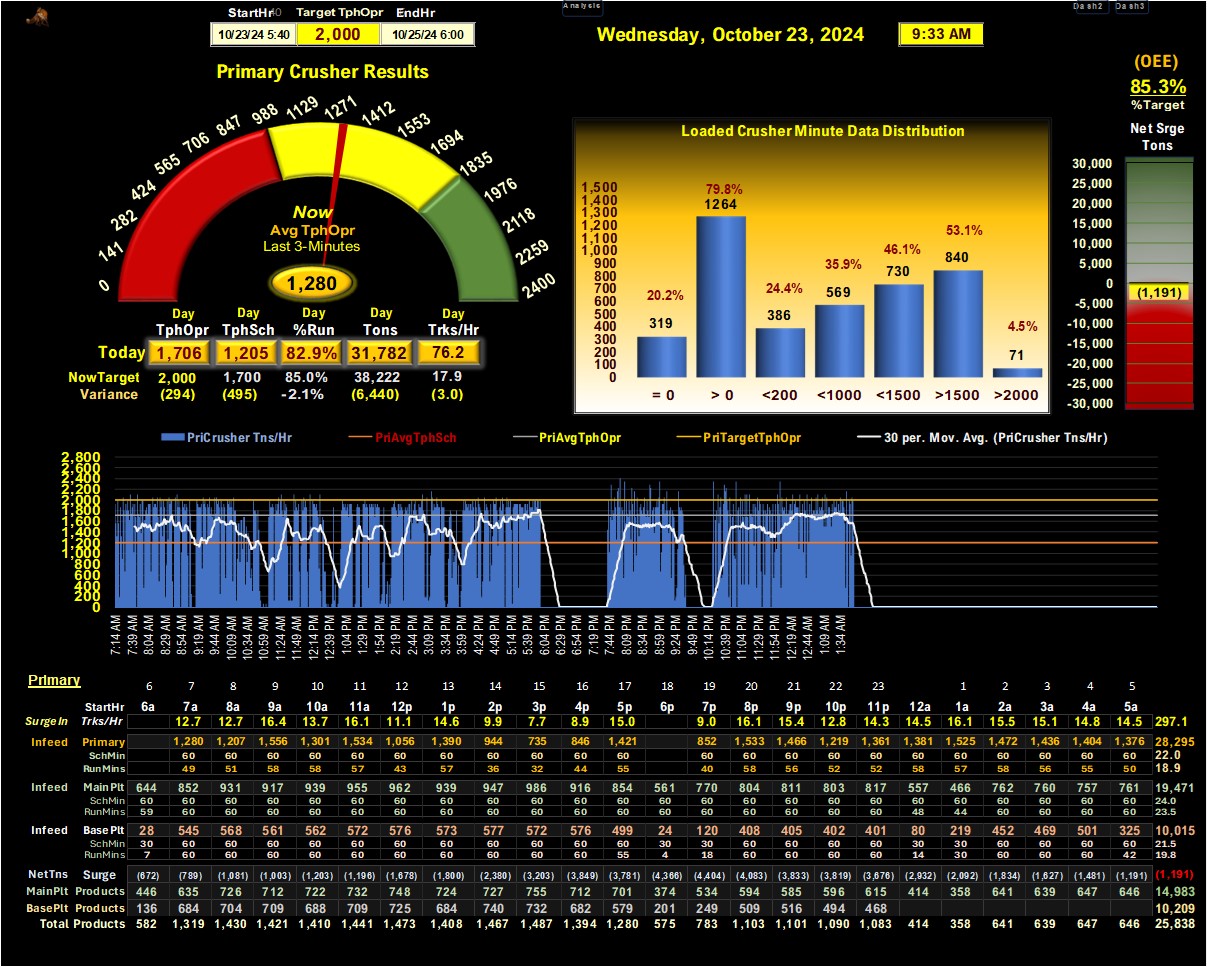 Analysis Dash2 Dash3
StartHr Target TphOpr EndHr
10/23/24 5:40 2,000 10/25/24 6:00
Wednesday, October 23, 2024 9:33 AM
(OEE)
85.3%
%Target
Net Srge
Tons
30,000
25,000
20,000
15,000
10,000
5,000
0
(1,191)
-5,000
-10,000
-15,000
-20,000
-25,000
-30,000
Primary Crusher Results
0 141 282 424 565 706 847 988 1129 1271 1412 1553 1694 1835 1976 2118 2259 2400
Now
Avg TphOpr
Last 3-Minutes
1,280
Day Day Day Day Day
TphOpr TphSch %Run Tons Trks/Hr
Today 1,706 1,205 82.9% 31,782 76.2
NowTarget 2,000 1,700 85.0% 38,222 17.9
Variance (294) (495) -2.1% (6,440) (3.0)
Loaded Crusher Minute Data Distribution
1,500
1,400
1,300
1,200
1,100
1,000
900
800
700
600
500
400
300
200
100
0
20.2% 79.8% 24.4% 35.9% 46.1% 53.1% 4.5%
319 1264 386 569 730 840 71
= 0 > 0 <200 <1000 <1500 >1500 >2000
PriCrusher Tns/Hr PriAvgTphSch PriAvgTphOpr PriTargetTphOpr 30 per. Mov. Avg. (PriCrusher Tns/Hr)
2,800
2,600
2,400
2,200
2,000
1,800
1,600
1,400
1,200
1,000
800
600
400
200
0
7:14 AM 7:39 AM 8:04 AM 8:29 AM 8:54 AM 9:19 AM 9:44 AM 10:09 AM 10:34 AM 10:59 AM 11:24 AM 11:49 AM 12:14 PM 12:39 PM 1:04 PM 1:29 PM 1:54 PM 2:19 PM 2:44 PM 3:09 PM 3:34 PM 3:59 PM 4:24 PM 4:49 PM 5:14 PM 5:39 PM 6:04 PM 6:29 PM 6:54 PM 7:19 PM 7:44 PM 8:09 PM 8:34 PM 8:59 PM 9:24 PM 9:49 PM 10:14 PM 10:39 PM 11:04 PM 11:29 PM 11:54 PM 12:19 AM 12:44 AM 1:09 AM 1:34 AM
Primary
6 7 8 9 10 11 12 13 14 15 17 18 19 20 21 22 23 1 2 3 4 5
StartHr 6a 7a 8a 9a 10a 11a 12p 1p 2p 3p 4p 5p 6p 7p 8p 9p 10p 11p 12a 1a 2a 3a 4a 5a
SurgeIn Trks/Hr 12.7 12.7 16.4 13.7 16.1 11.1 14.6 9.9 7.7 8.9 15.0 9.0 16.1 15.4 12.8 14.3 14.5 16.1 15.5 15.1 14.8 14.5 297.1
Infeed Primary 1,280 1,207 1,556 1,301 1,534 1,056 1,390 944 735 846 1,421 852 1,533 1,466 1,219 1,361 1,381 1,525 1,472 1,436 1,404 1,376 28,295
SchMin 60 60 60 60 60 60 60 60 60 60 60 60 60 60 60 60 60 60 60 60 60 60 22.0
RunMins 49 51 58 58 57 43 57 36 32 44 55 40 58 56 52 52 58 57 58 56 55 50 18.9
Infeed MainPlt 644 852 931 917 939 955 962 939 947 986 916 854 561 770 804 811 803 817 557 466 762 760 757 761 19,471
SchMin 60 60 60 60 60 60 60 60 60 60 60 60 60 60 60 60 60 60 60 60 60 60 60 60 24.0
RunMins 59 60 60 60 60 60 60 60 60 60 60 60 60 60 60 60 60 60 48 44 60 60 60 60 23.5
Infeed BasePlt 28 545 568 561 562 572 576 573 577 572 576 499 24 120 408 405 402 401 80 219 452 469 501 325 10,015
SchMin 30 60 60 60 60 60 60 60 60 60 60 60 30 30 60 60 60 60 30 60 60 60 60 60 21.5
RunMins 7 60 60 60 60 60 60 60 60 60 60 55 4 18 60 60 60 60 14 30 60 60 60 42 19.8
NetTns Surge (672) (789) (1,081) (1,003) (1,203) (1,196) (1,678) (1,800) (2,380) (3,203) (3,849) (3,781) (4,366) (4,404) (4,083) (3,833) (3,819) (3,676) (2,932) (2,092) (1,834) (1,627) (1,481) (1,191) (1,191)
MainPlt Products 446 635 726 712 722 732 748 724 727 755 712 701 374 534 594 585 596 615 414 358 641 639 647 646 14,983
BasePlt Products 136 684 704 709 688 709 725 684 740 732 682 579 201 249 509 516 494 468 10,209
Total Products 582 1,319 1,430 1,421 1,410 1,441 1,473 1,408 1,467 1,487 1,394 1,280 575 783 1,103 1,101 1,090 1,083 414 358 641 639 647 646 25,838